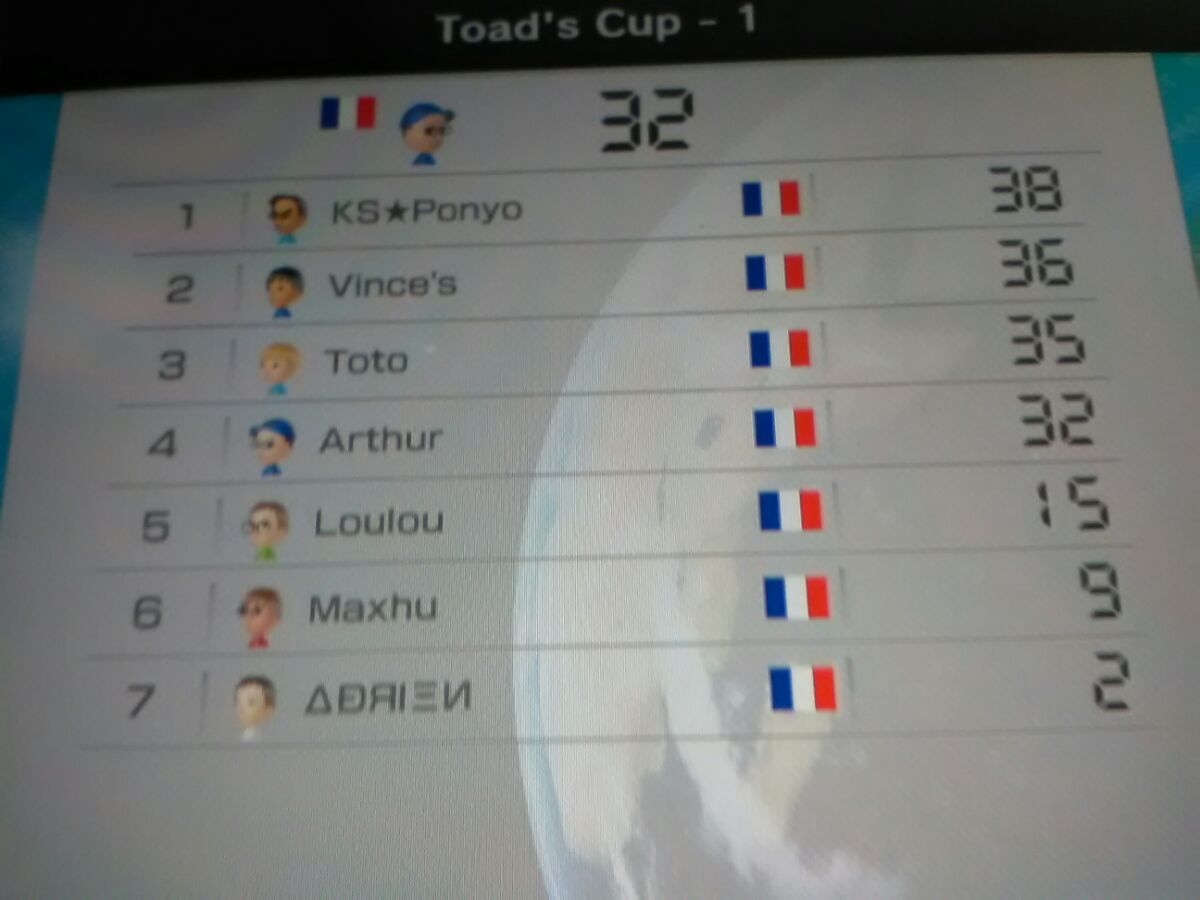 Toad's Cup - 1
32
1 KS★Ponyo 38
2 Vince's 36
3 Toto 35
4 Arthur 32
5 Loulou 15
6 Maxhu 9
7 ΔĐЯIΞИ 2